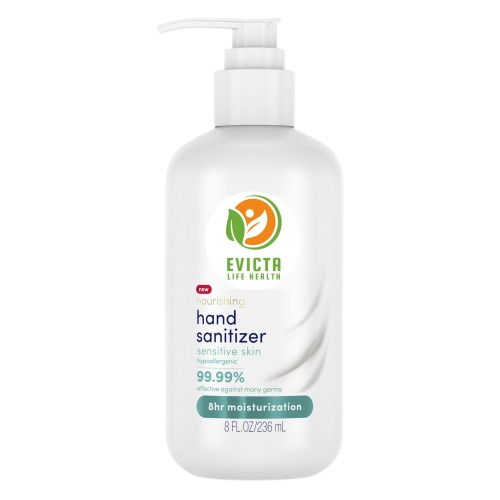 EVICTA
LIFE HEALTH
new
nourishing
hand
sanitizer
sensitive skin
hypoallergenic
99.99%
effective against many germs
8hr moisturization
8 FL.OZ/236 mL